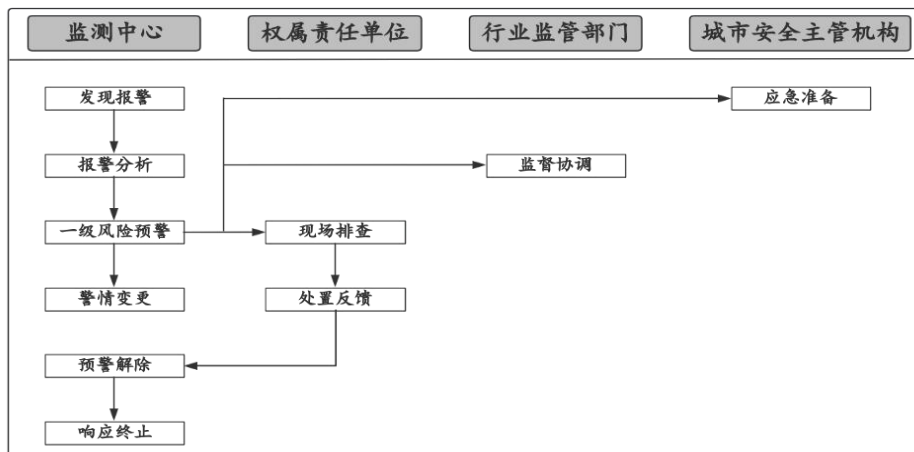 监测中心 权属责任单位 行业监管部门 城市安全主管机构
发现报警 应急准备
报警分析 监督协调
一级风险预警 现场排查
警情变更 处置反馈
预警解除
响应终止